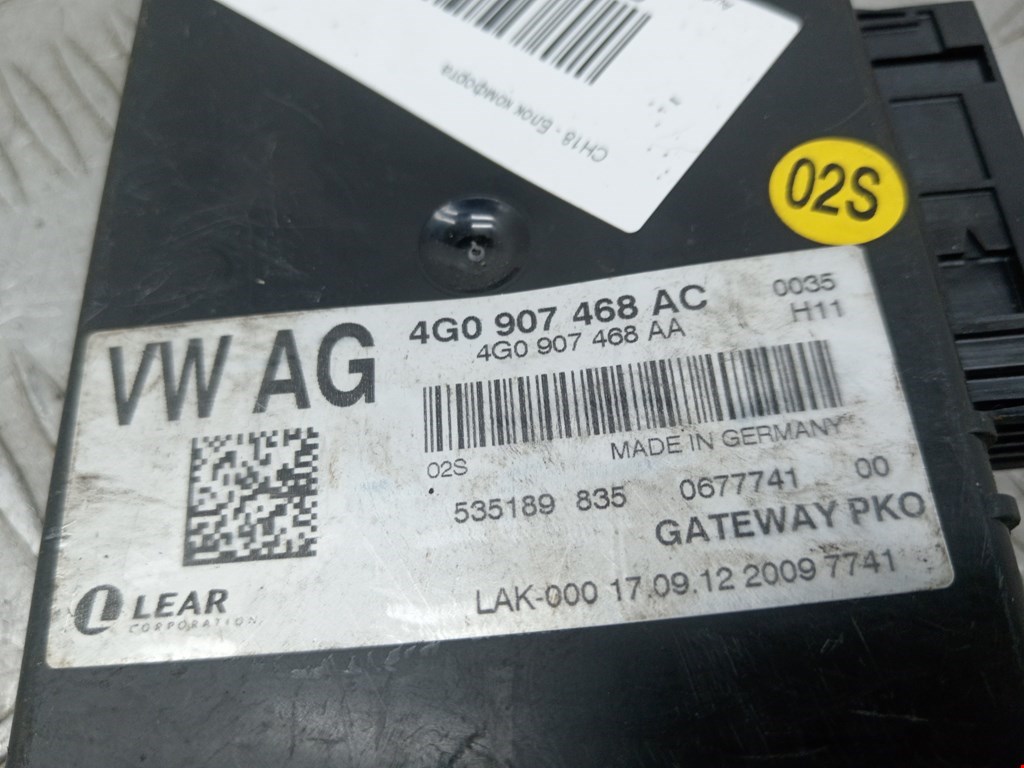 CH18 - Блок комфорта
02S
VW AG
4G0 907 468 AC
4G0 907 468 AA
0035
H11
02S
MADE IN GERMANY
535189 835 0677741 00
GATEWAY PKO
LEAR
CORPORATION
LAK-000 17.09.12 2009 7741